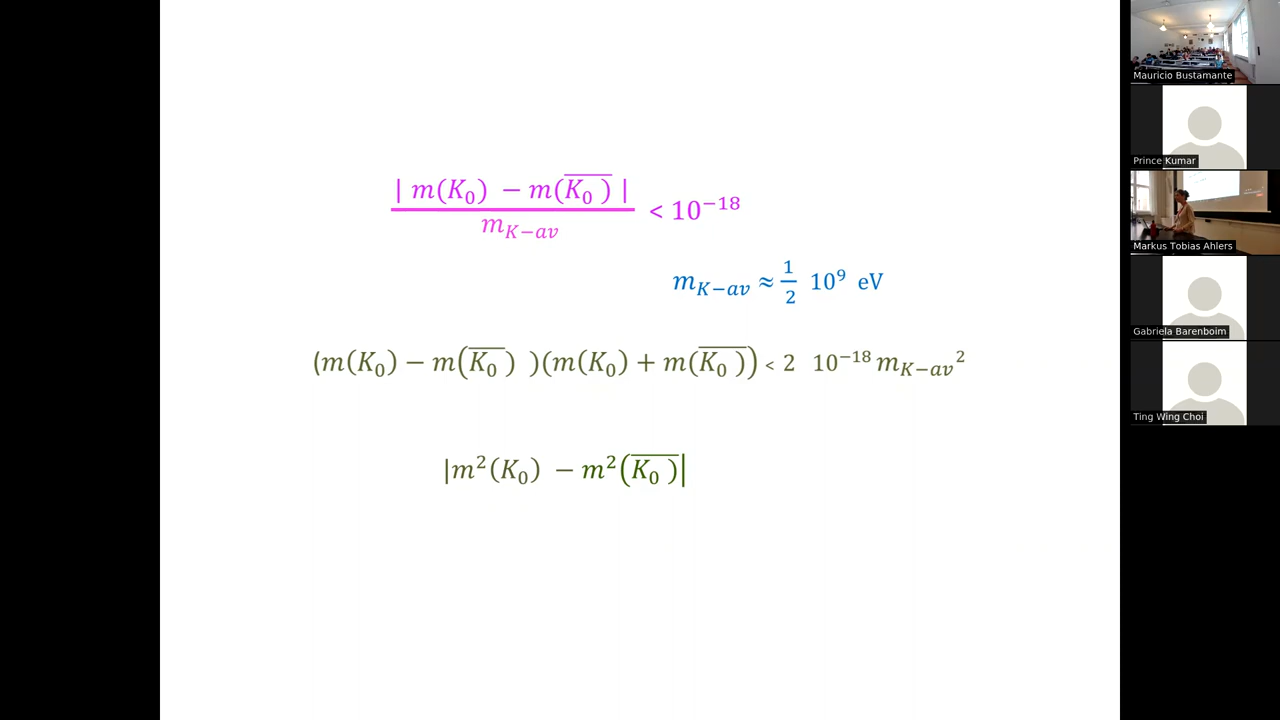 | m(K₀) − m(K̅₀) | / m_{K−av} < 10⁻¹⁸
m_{K−av} ≈ 1/2 10⁹ eV
(m(K₀) − m(K̅₀) )(m(K₀) + m(K̅₀)) < 2 10⁻¹⁸ m_{K−av}²
|m²(K₀) − m²(K̅₀)|
Mauricio Bustamante
Prince Kumar
Markus Tobias Ahlers
Gabriela Barenboim
Ting Wing Choi